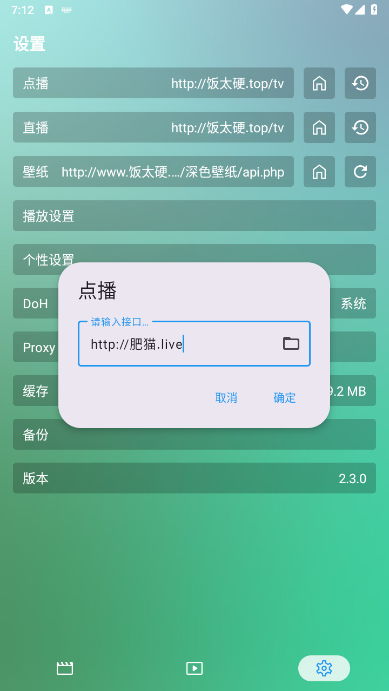 7:12
设置
点播 http://饭太硬.top/tv
直播 http://饭太硬.top/tv
壁纸 http://www.饭太硬.…/深色壁纸/api.php
播放设置
个性设置
点播
DoH 系统
请输入接口…
http://肥猫.live
Proxy
缓存 9.2 MB
取消 确定
备份
版本 2.3.0